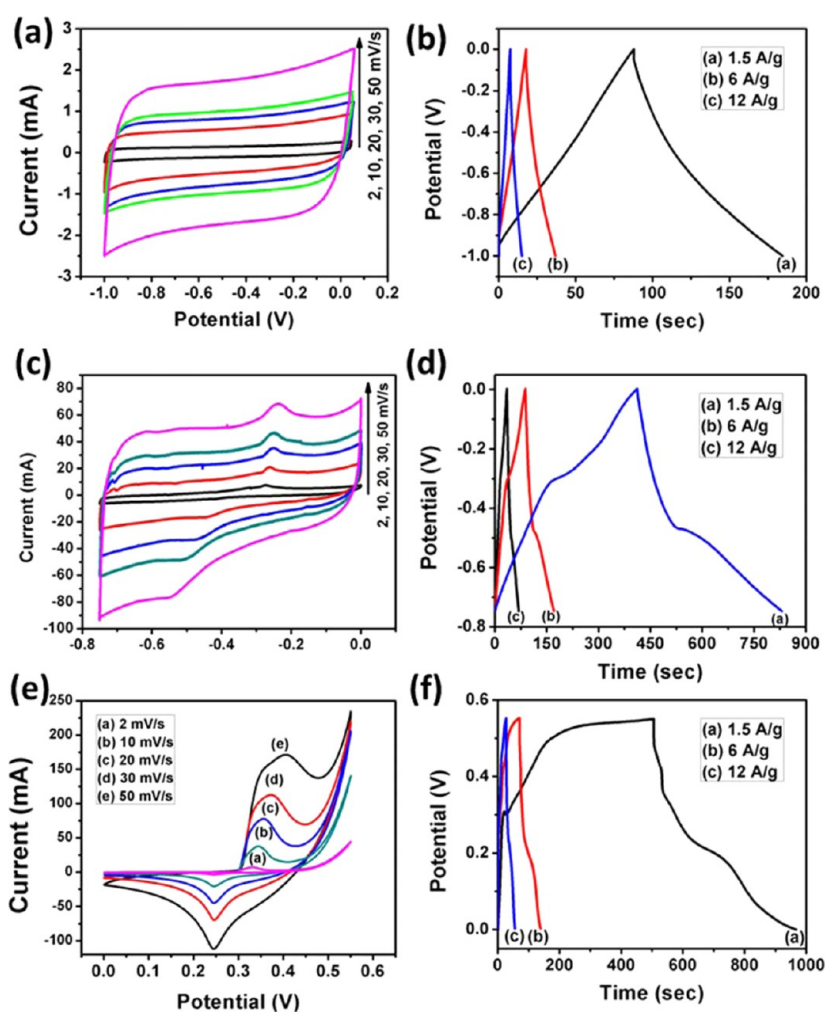 (a)
3
2
1
0
-1
-2
3
-1.0 -0.8 -0.6 -0.4 -0.2 0.0
Current (mA)
Potential (V)
2, 10, 20, 30, 50 mV/s
(b)
(a) 1.5 A/g
(b) 6 A/g
(c) 12 A/g
0.0
-0.2
-0.4
-0.6
-0.8
-1.0
(c) (b) (a)
0 50 100 150 200
Potential (V)
Time (sec)
(c)
80
60
40
20
0
-20
-40
-60
-80
-100
-0.8 -0.6 -0.4 -0.2 0.0
Current (mA)
Potential (V)
2, 10, 20, 30, 50 mV/s
(d)
(a) 1.5 A/g
(b) 6 A/g
(c) 12 A/g
0.0
-0.2
-0.4
-0.6
-0.8
(c) (b) (a)
0 150 300 450 600 750 900
Potential (V)
Time (sec)
(e)
(a) 2 mV/s
(b) 10 mV/s
(c) 20 mV/s
(d) 30 mV/s
(e) 50 mV/s
250
200
150
100
50
0
-50
-100
(e)
(d)
(c)
(b)
(a)
0.0 0.1 0.2 0.3 0.4 0.5 0.6
Current (mA)
Potential (V)
(f)
(a) 1.5 A/g
(b) 6 A/g
(c) 12 A/g
0.6
0.4
0.2
0.0
(c) (b) (a)
0 200 400 600 800 1000
Potential (V)
Time (sec)